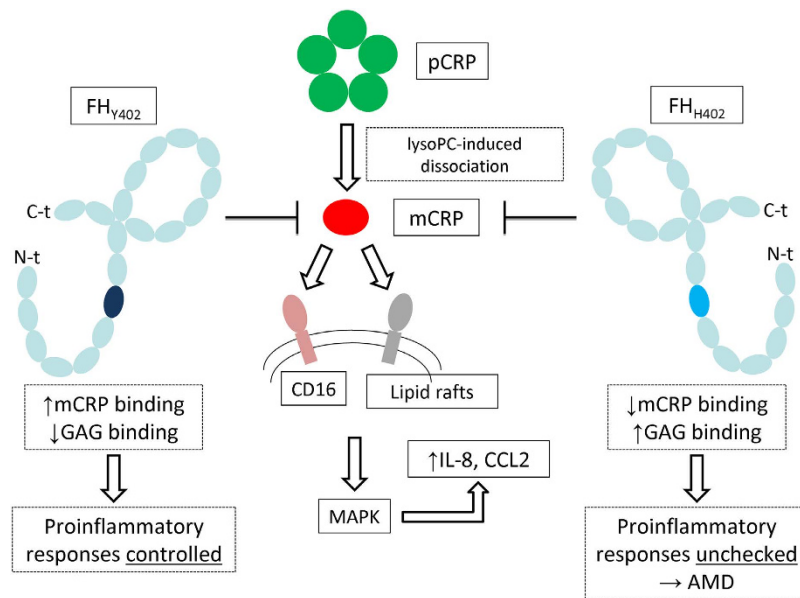 pCRP
FHY402
FHH402
lysoPC-induced
dissociation
C-t
mCRP
C-t
N-t
N-t
CD16
Lipid rafts
↑mCRP binding
↓GAG binding
↓mCRP binding
↑GAG binding
↑IL-8, CCL2
MAPK
Proinflammatory
responses controlled
Proinflammatory
responses unchecked
→ AMD